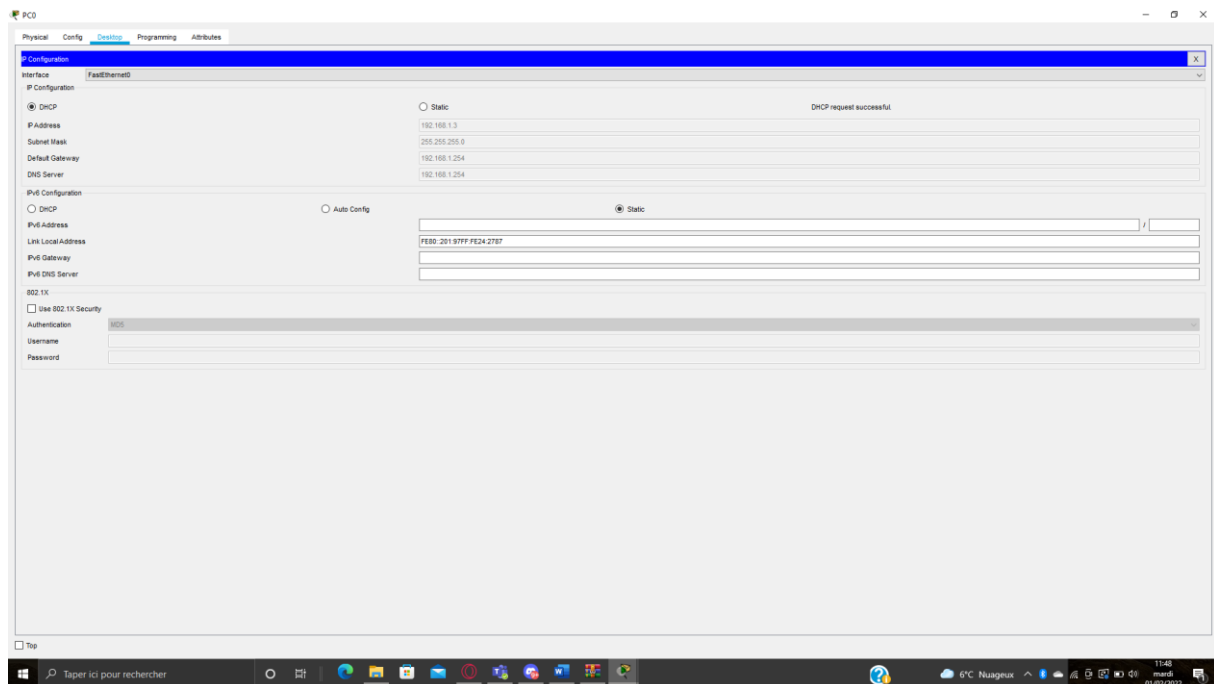 PC0
Physical Config Desktop Programming Attributes
IP Configuration X
Interface FastEthernet0
IP Configuration
DHCP Static DHCP request successful.
IP Address 192.168.1.3
Subnet Mask 255.255.255.0
Default Gateway 192.168.1.254
DNS Server 192.168.1.254
IPv6 Configuration
DHCP Auto Config Static
IPv6 Address /
Link Local Address FE80::201:97FF:FE24:2787
IPv6 Gateway
IPv6 DNS Server
802.1X
Use 802.1X Security
Authentication MD5
Username
Password
Top
Taper ici pour rechercher 6°C Nuageux 11:48
mardi
01/02/2022